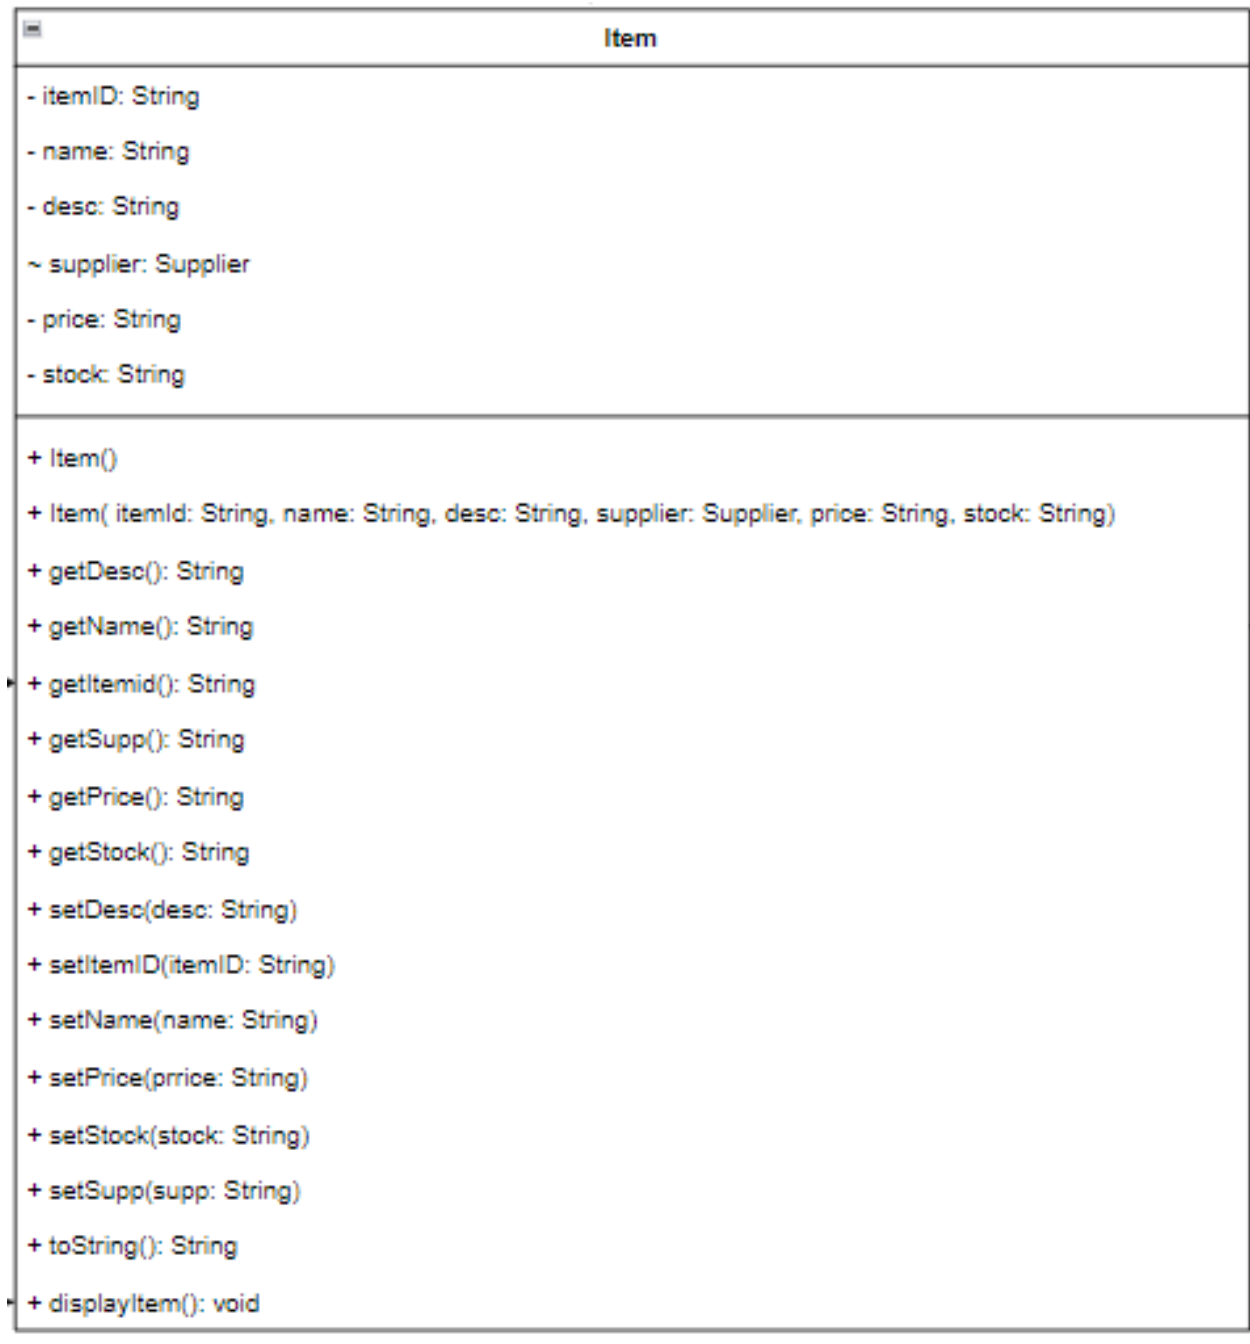 Item
- itemID: String
- name: String
- desc: String
~ supplier: Supplier
- price: String
- stock: String
+ Item()
+ Item( itemId: String, name: String, desc: String, supplier: Supplier, price: String, stock: String)
+ getDesc(): String
+ getName(): String
+ getItemid(): String
+ getSupp(): String
+ getPrice(): String
+ getStock(): String
+ setDesc(desc: String)
+ setItemID(itemID: String)
+ setName(name: String)
+ setPrice(prrice: String)
+ setStock(stock: String)
+ setSupp(supp: String)
+ toString(): String
+ displayItem(): void